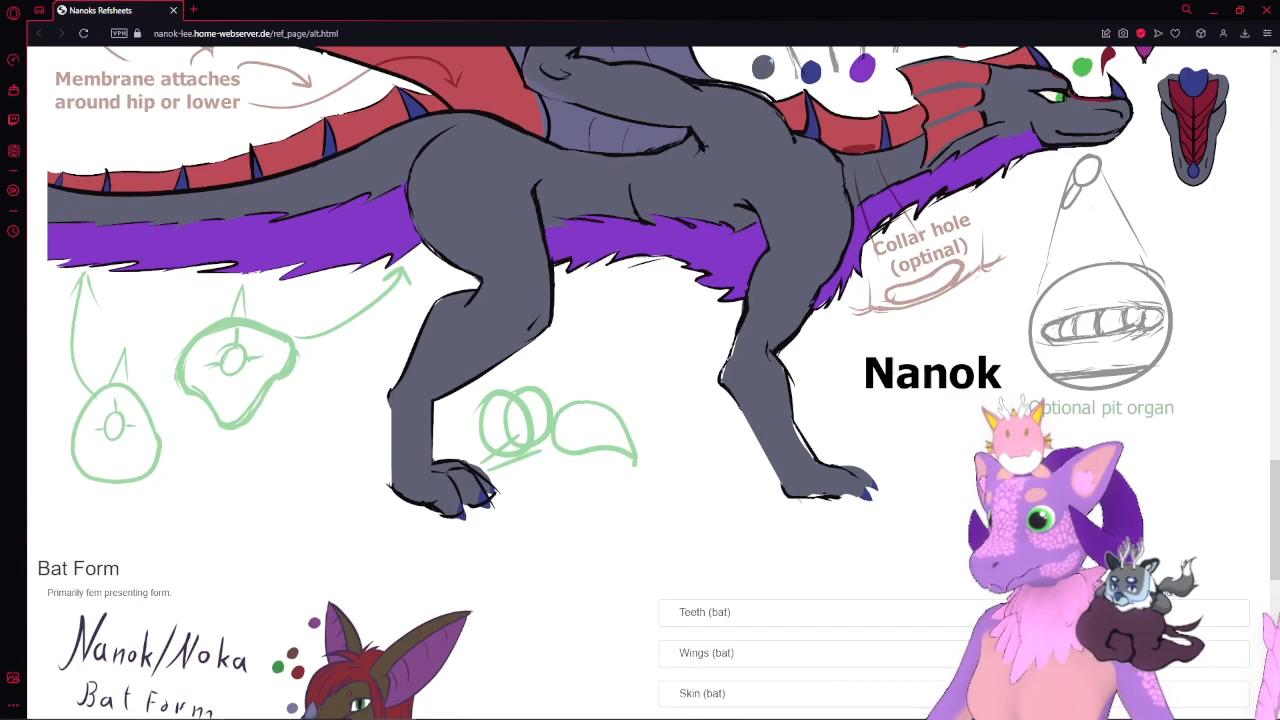 Nanoks Refsheets
VPN
nanok-lee.home-webserver.de/ref_page/alt.html
Membrane attaches
around hip or lower
Collar hole
(optinal)
Nanok
Optional pit organ
Bat Form
Primarily fem presenting form.
Nanok/Noka
Bat Form
Teeth (bat)
Wings (bat)
Skin (bat)